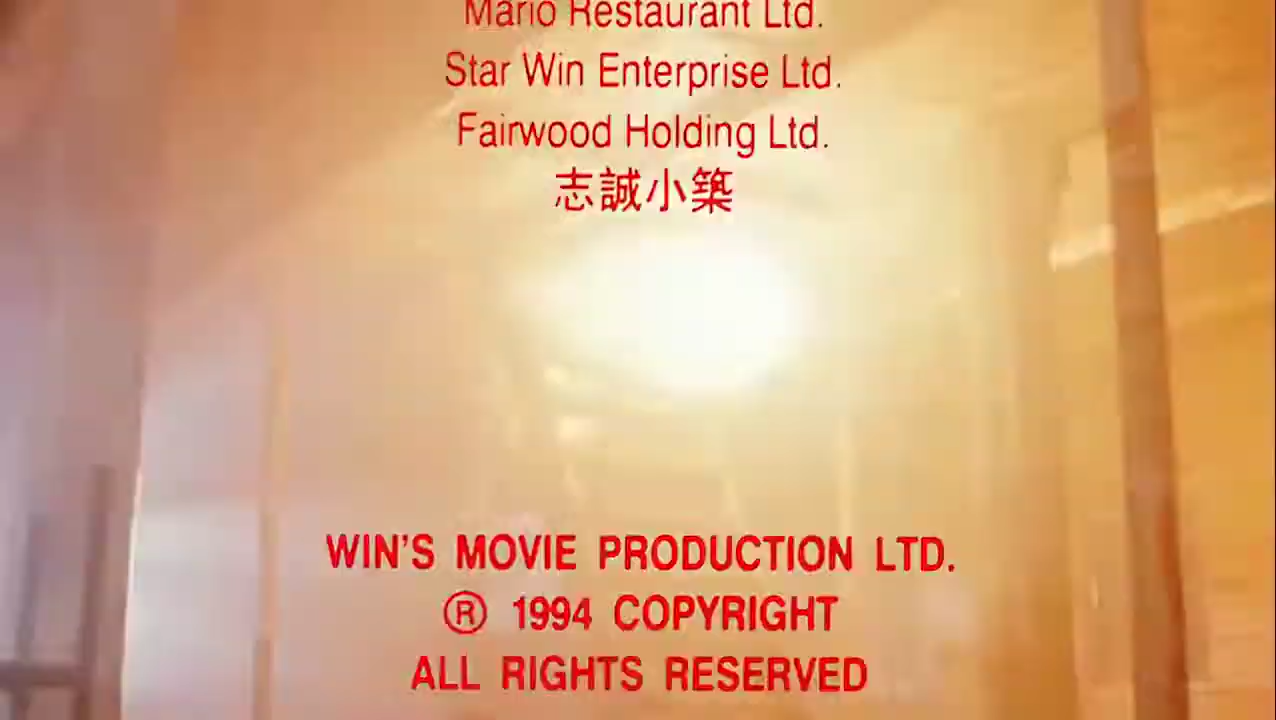 Mario Restaurant Ltd.
Star Win Enterprise Ltd.
Fairwood Holding Ltd.
志誠小築
WIN'S MOVIE PRODUCTION LTD.
® 1994 COPYRIGHT
ALL RIGHTS RESERVED